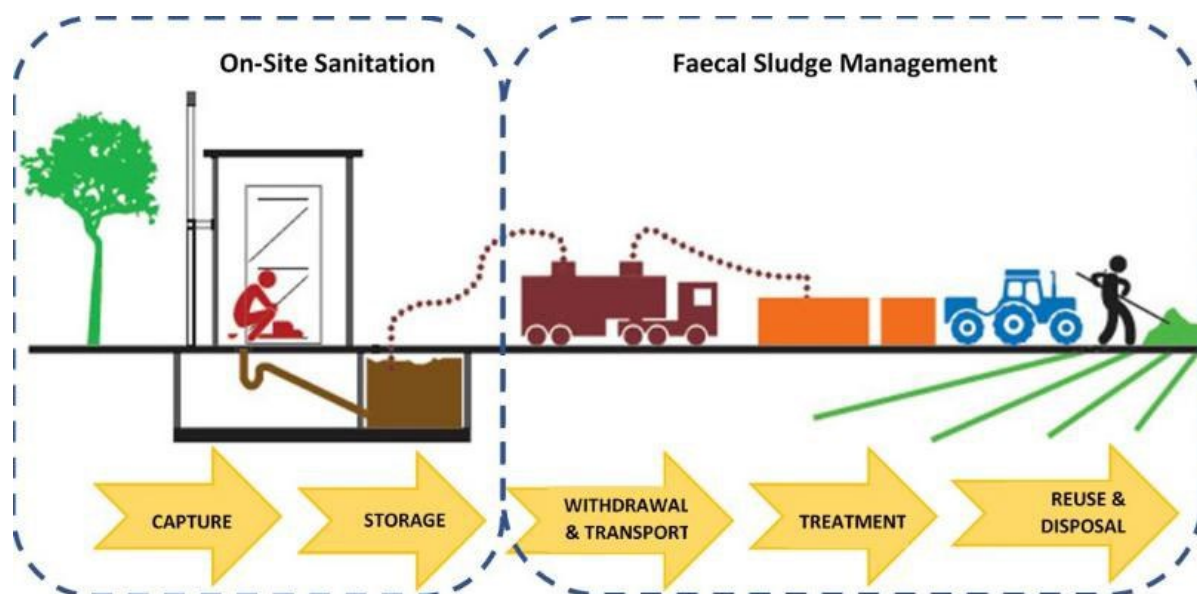 On-Site Sanitation
Faecal Sludge Management
CAPTURE
STORAGE
WITHDRAWAL
& TRANSPORT
TREATMENT
REUSE &
DISPOSAL